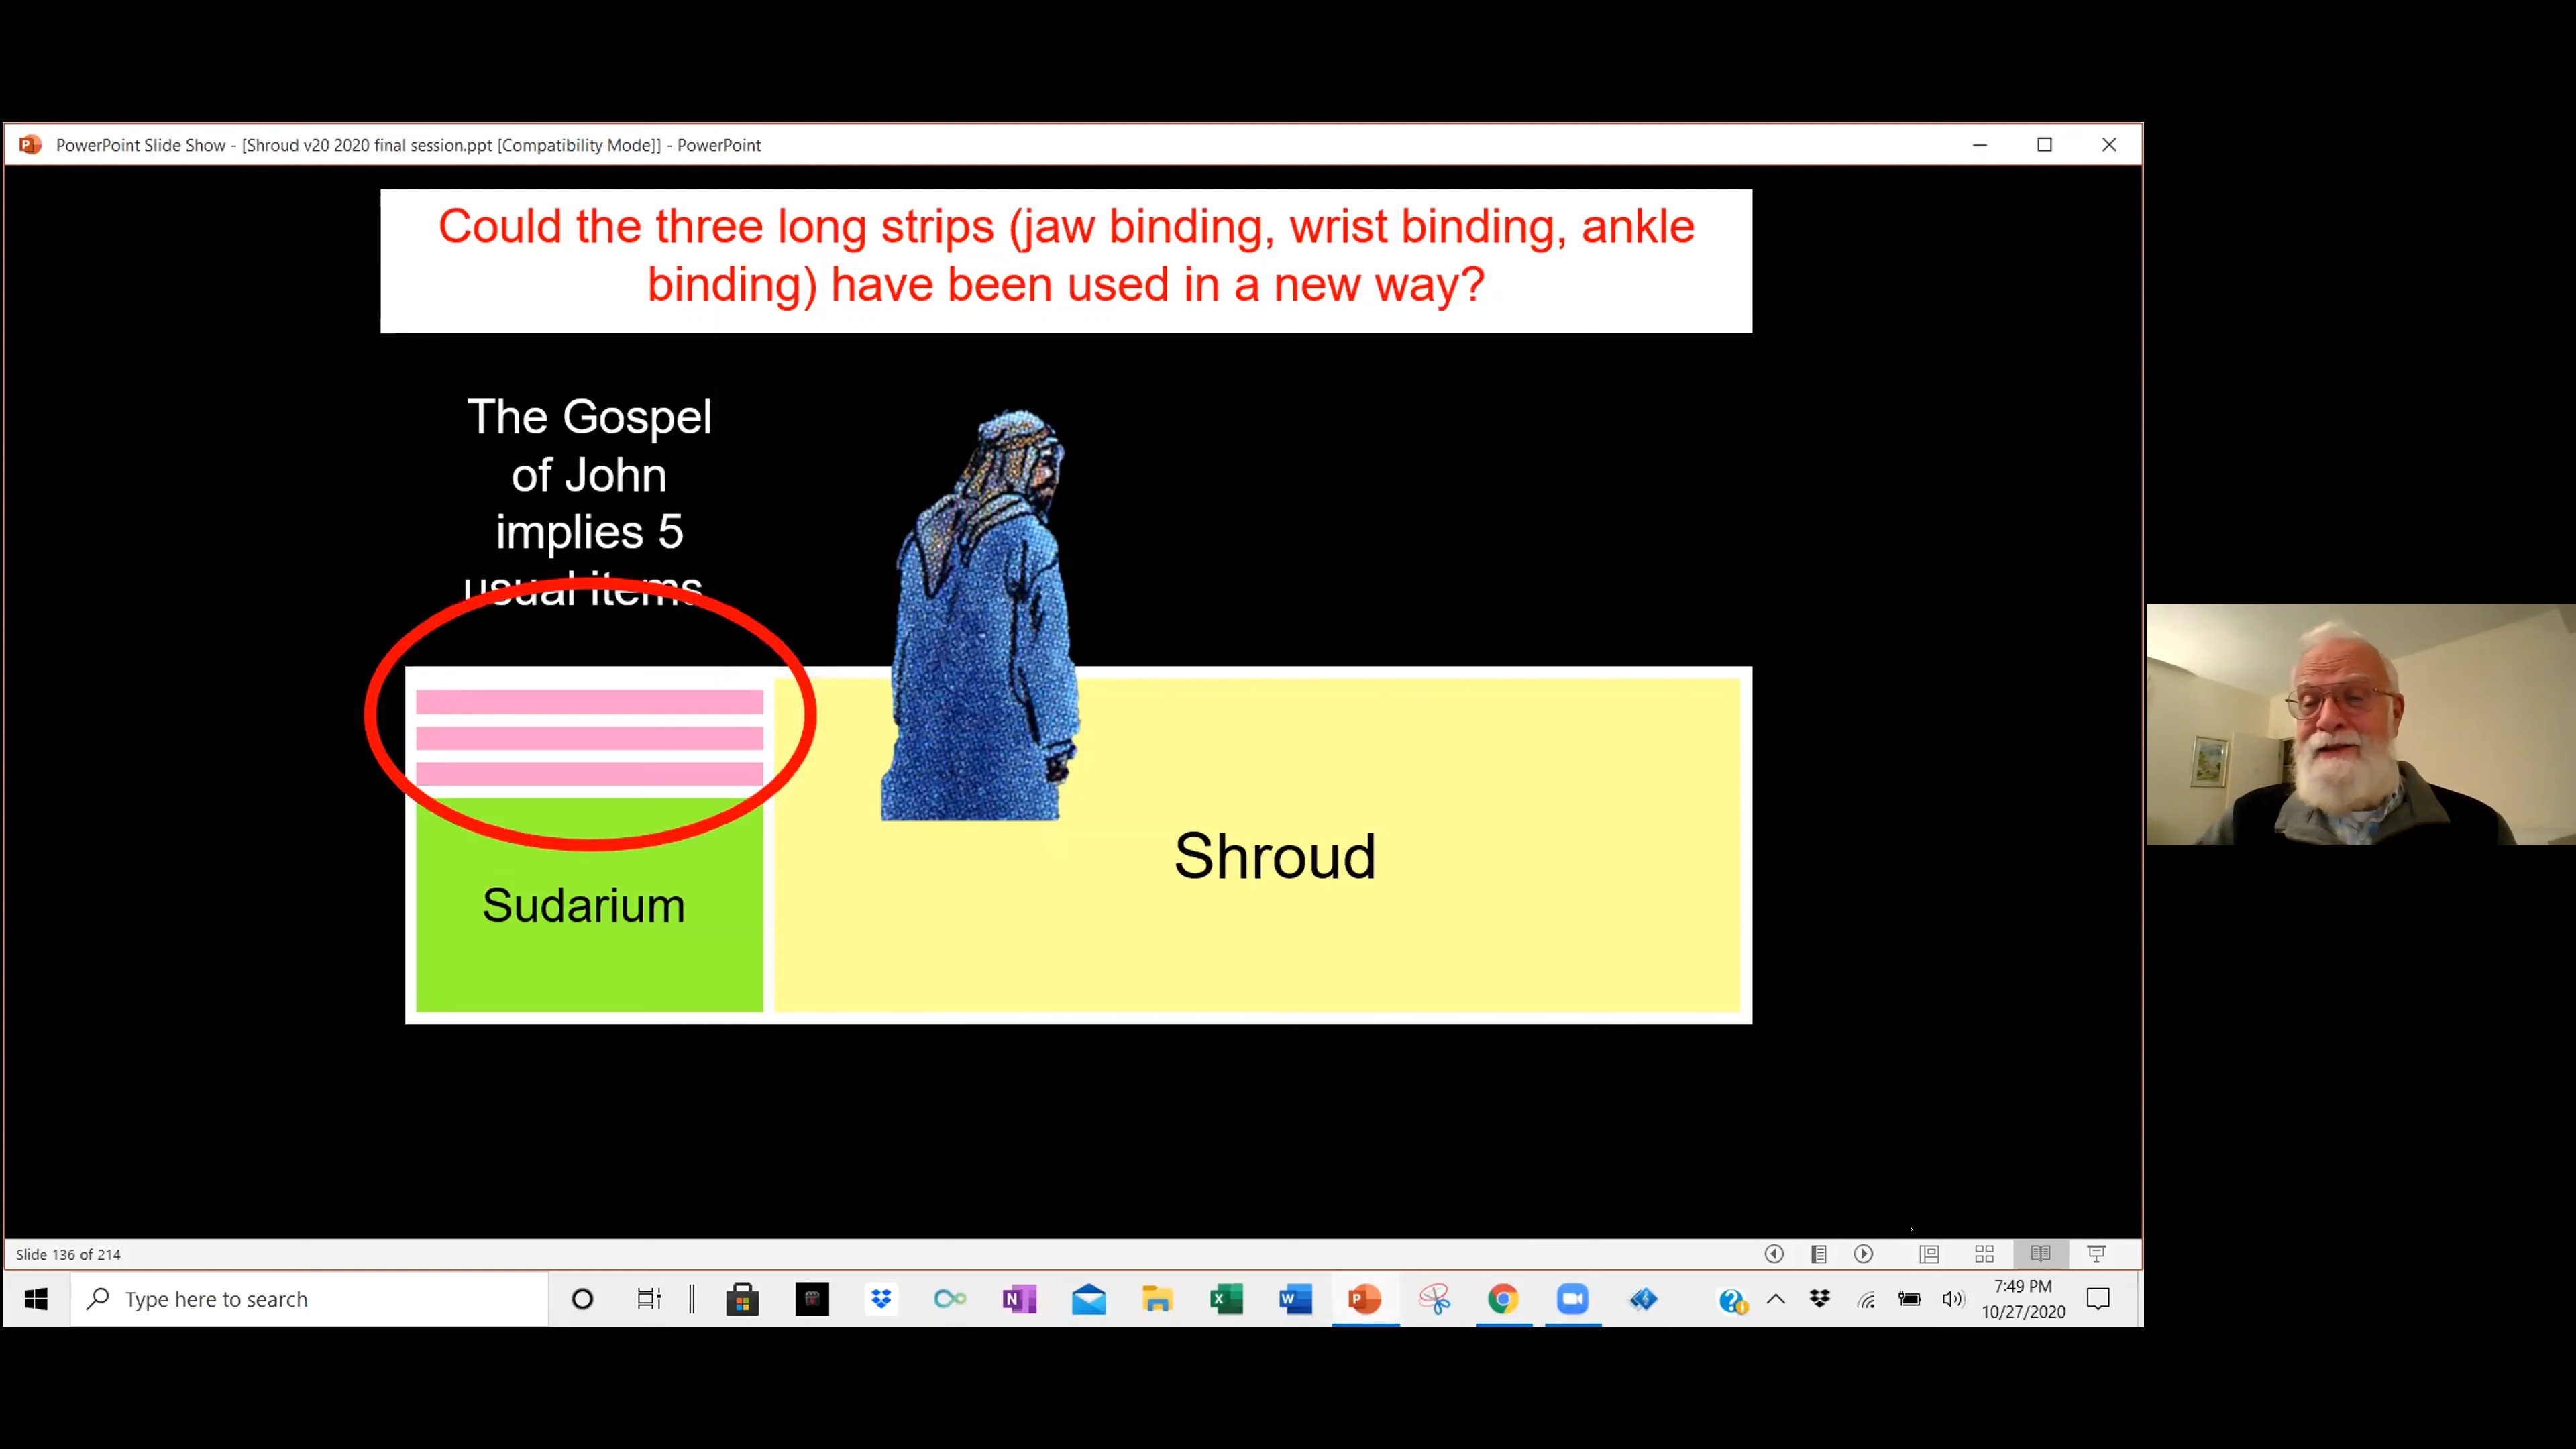 PowerPoint Slide Show - [Shroud v20 2020 final session.ppt [Compatibility Mode]] - PowerPoint
Could the three long strips (jaw binding, wrist binding, ankle
binding) have been used in a new way?
The Gospel
of John
implies 5
usual items
Sudarium
Shroud
Slide 136 of 214
Type here to search
7:49 PM
10/27/2020